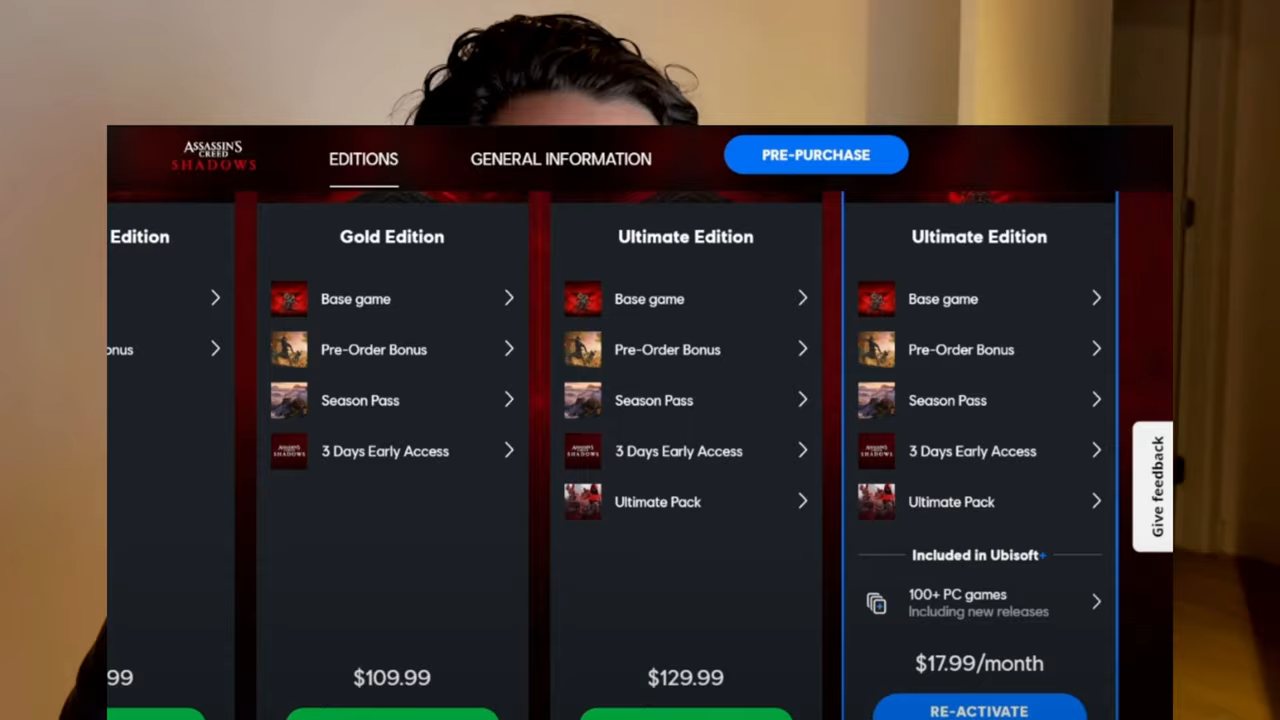 ASSASSIN'S
CREED
SHADOWS
EDITIONS
GENERAL INFORMATION
PRE-PURCHASE
Edition
onus
99
Gold Edition
Base game
Pre-Order Bonus
Season Pass
3 Days Early Access
$109.99
Ultimate Edition
Base game
Pre-Order Bonus
Season Pass
3 Days Early Access
Ultimate Pack
$129.99
Ultimate Edition
Base game
Pre-Order Bonus
Season Pass
3 Days Early Access
Ultimate Pack
Included in Ubisoft+
100+ PC games
Including new releases
$17.99/month
RE-ACTIVATE
Give feedback